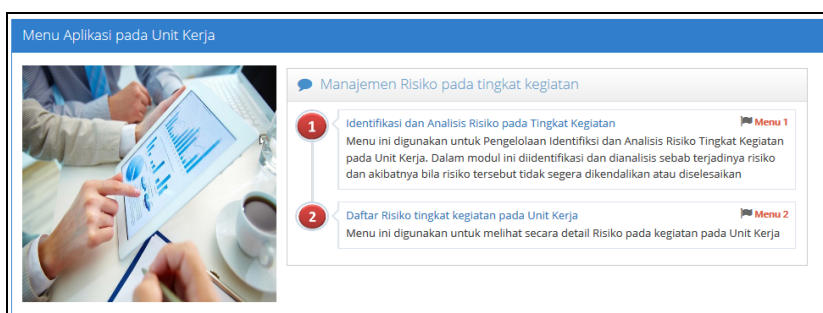 Menu Aplikasi pada Unit Kerja
Manajemen Risiko pada tingkat kegiatan
1
Identifikasi dan Analisis Risiko pada Tingkat Kegiatan
Menu 1
Menu ini digunakan untuk Pengelolaan Identifiksi dan Analisis Risiko Tingkat Kegiatan
pada Unit Kerja. Dalam modul ini diidentifikasi dan dianalisis sebab terjadinya risiko
dan akibatnya bila risiko tersebut tidak segera dikendalikan atau diselesaikan
2
Daftar Risiko tingkat kegiatan pada Unit Kerja
Menu 2
Menu ini digunakan untuk melihat secara detail Risiko pada kegiatan pada Unit Kerja